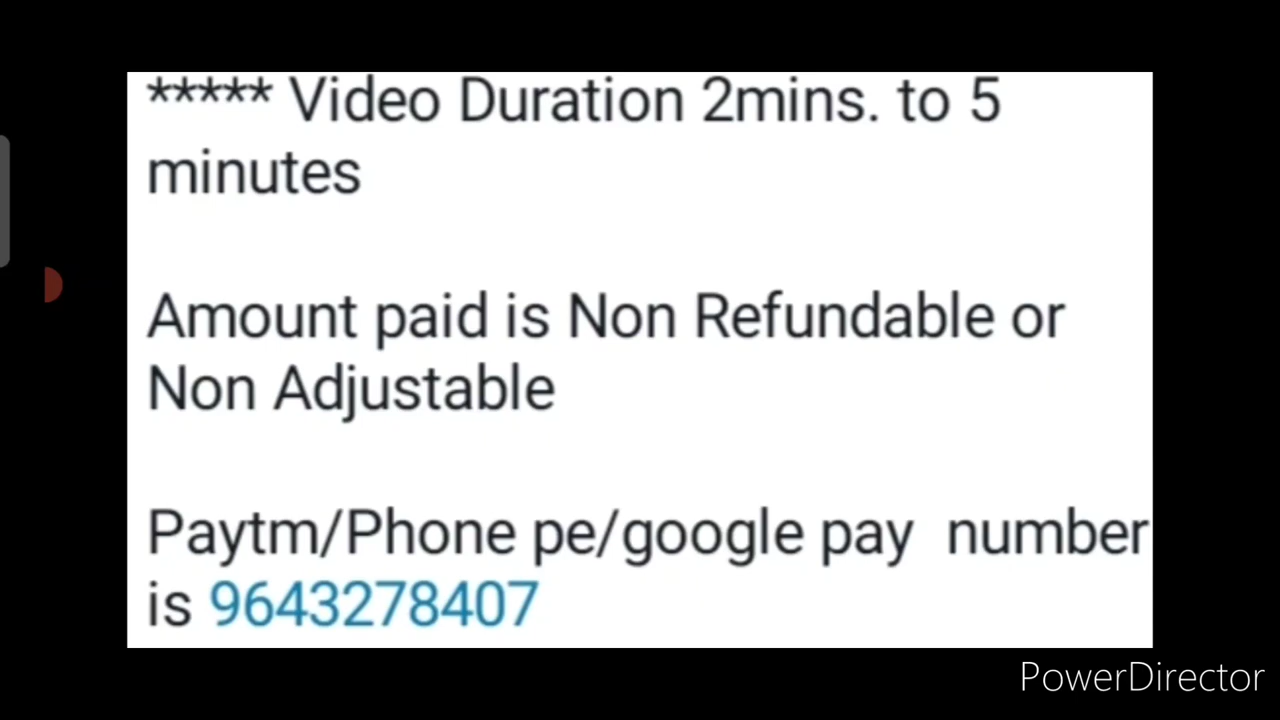 ***** Video Duration 2mins. to 5
minutes
Amount paid is Non Refundable or
Non Adjustable
Paytm/Phone pe/google pay  number
is 9643278407
PowerDirector